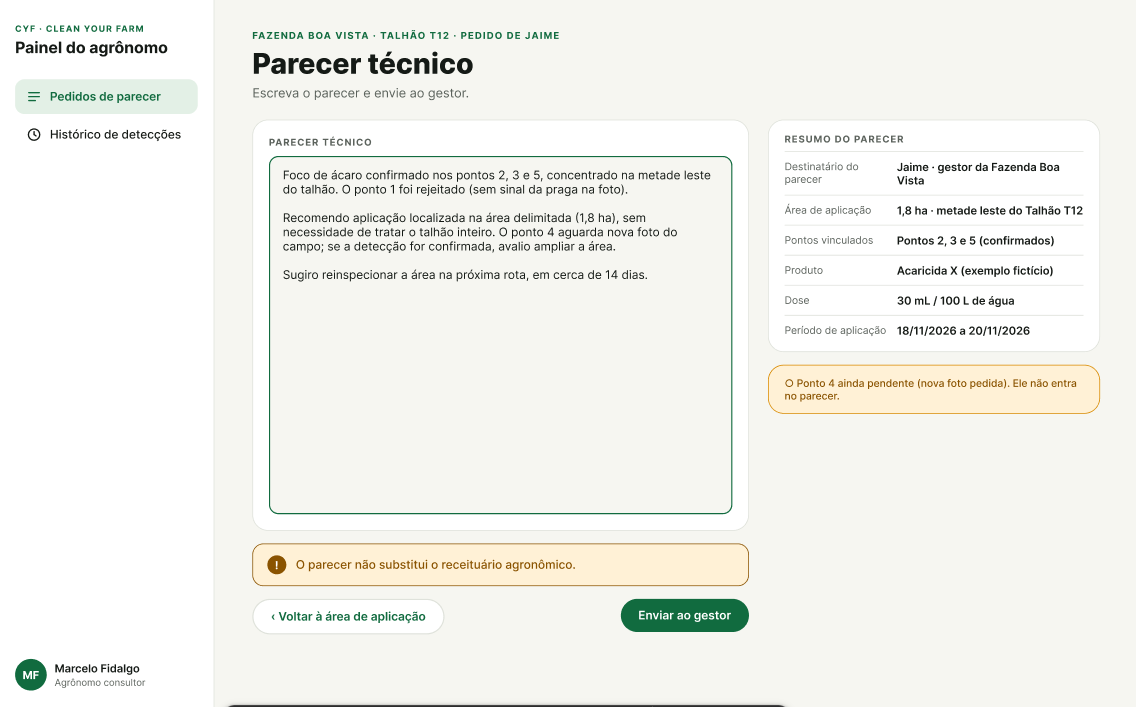 CYF · CLEAN YOUR FARM
Painel do agrônomo
Pedidos de parecer
Histórico de detecções
MF
Marcelo Fidalgo
Agrônomo consultor
FAZENDA BOA VISTA · TALHÃO T12 · PEDIDO DE JAIME
Parecer técnico
Escreva o parecer e envie ao gestor.
PARECER TÉCNICO
Foco de ácaro confirmado nos pontos 2, 3 e 5, concentrado na metade leste
do talhão. O ponto 1 foi rejeitado (sem sinal da praga na foto).
Recomendo aplicação localizada na área delimitada (1,8 ha), sem
necessidade de tratar o talhão inteiro. O ponto 4 aguarda nova foto do
campo; se a detecção for confirmada, avalio ampliar a área.
Sugiro reinspecionar a área na próxima rota, em cerca de 14 dias.
! O parecer não substitui o receituário agronômico.
‹ Voltar à área de aplicação
Enviar ao gestor
RESUMO DO PARECER
Destinatário do
parecer
Jaime · gestor da Fazenda Boa
Vista
Área de aplicação
1,8 ha · metade leste do Talhão T12
Pontos vinculados
Pontos 2, 3 e 5 (confirmados)
Produto
Acaricida X (exemplo fictício)
Dose
30 mL / 100 L de água
Período de aplicação
18/11/2026 a 20/11/2026
○ Ponto 4 ainda pendente (nova foto pedida). Ele não entra
no parecer.